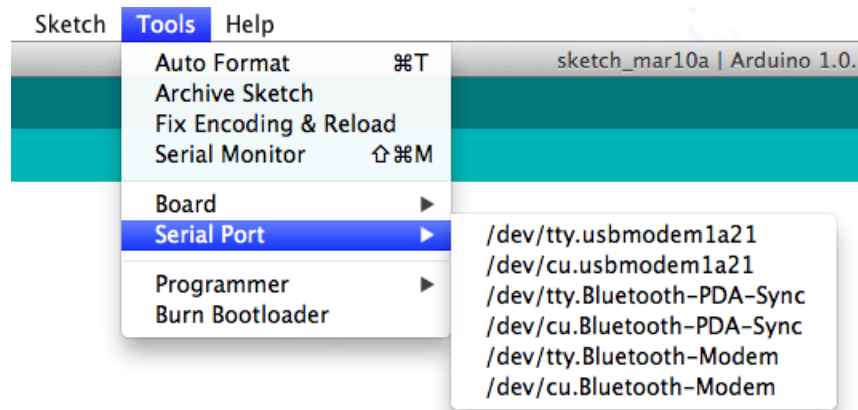 Sketch Tools Help
sketch_mar10a | Arduino 1.0.
Auto Format ⌘T
Archive Sketch
Fix Encoding & Reload
Serial Monitor ⇧⌘M
Board ▶
Serial Port ▶
/dev/tty.usbmodem1a21
/dev/cu.usbmodem1a21
/dev/tty.Bluetooth-PDA-Sync
/dev/cu.Bluetooth-PDA-Sync
/dev/tty.Bluetooth-Modem
/dev/cu.Bluetooth-Modem
Programmer ▶
Burn Bootloader